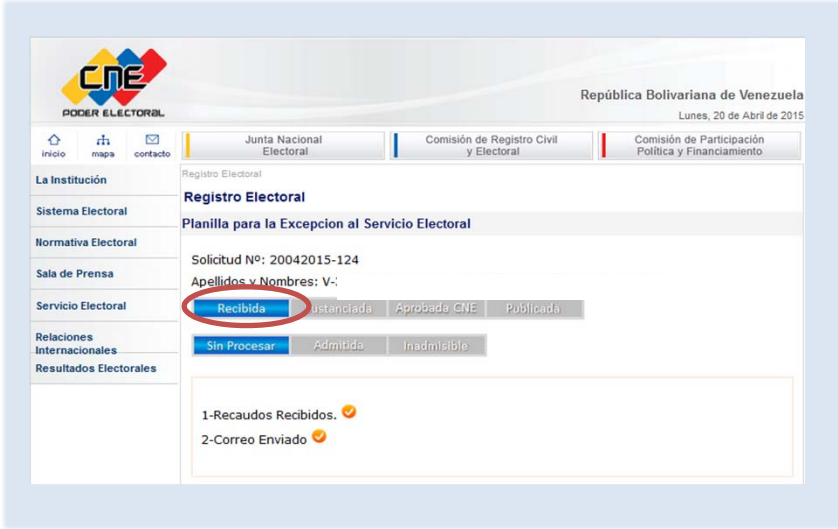 CNE
PODER ELECTORAL
República Bolivariana de Venezuela
Lunes, 20 de Abril de 2015
inicio mapa contacto
Junta Nacional
Electoral
Comisión de Registro Civil
y Electoral
Comisión de Participación
Política y Financiamiento
La Institución
Sistema Electoral
Normativa Electoral
Sala de Prensa
Servicio Electoral
Relaciones
Internacionales
Resultados Electorales
Registro Electoral
Registro Electoral
Planilla para la Excepcion al Servicio Electoral
Solicitud Nº: 20042015-124
Apellidos y Nombres: V-
Recibida Sustanciada Aprobada CNE Publicada
Sin Procesar Admitida Inadmisible
1-Recaudos Recibidos.
2-Correo Enviado